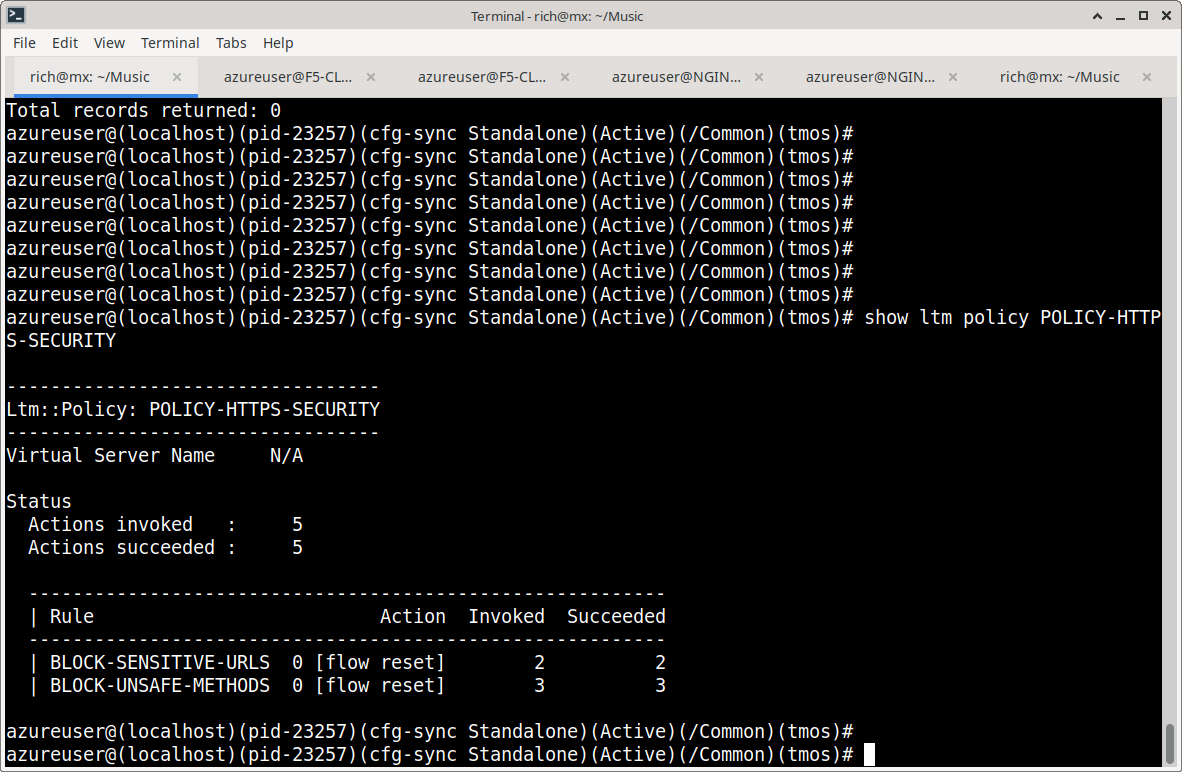 Terminal - rich@mx: ~/Music
File Edit View Terminal Tabs Help
rich@mx: ~/Music azureuser@F5-CL... azureuser@F5-CL... azureuser@NGIN... azureuser@NGIN... rich@mx: ~/Music
Total records returned: 0
azureuser@(localhost)(pid-23257)(cfg-sync Standalone)(Active)(/Common)(tmos)#
azureuser@(localhost)(pid-23257)(cfg-sync Standalone)(Active)(/Common)(tmos)#
azureuser@(localhost)(pid-23257)(cfg-sync Standalone)(Active)(/Common)(tmos)#
azureuser@(localhost)(pid-23257)(cfg-sync Standalone)(Active)(/Common)(tmos)#
azureuser@(localhost)(pid-23257)(cfg-sync Standalone)(Active)(/Common)(tmos)#
azureuser@(localhost)(pid-23257)(cfg-sync Standalone)(Active)(/Common)(tmos)#
azureuser@(localhost)(pid-23257)(cfg-sync Standalone)(Active)(/Common)(tmos)#
azureuser@(localhost)(pid-23257)(cfg-sync Standalone)(Active)(/Common)(tmos)#
azureuser@(localhost)(pid-23257)(cfg-sync Standalone)(Active)(/Common)(tmos)# show ltm policy POLICY-HTTP
S-SECURITY
----------------------------------
Ltm::Policy: POLICY-HTTPS-SECURITY
----------------------------------
Virtual Server Name     N/A
Status
  Actions invoked   :     5
  Actions succeeded :     5
  ----------------------------------------------------------
  | Rule                          Action  Invoked  Succeeded
  ----------------------------------------------------------
  | BLOCK-SENSITIVE-URLS  0 [flow reset]        2          2
  | BLOCK-UNSAFE-METHODS  0 [flow reset]        3          3
azureuser@(localhost)(pid-23257)(cfg-sync Standalone)(Active)(/Common)(tmos)#
azureuser@(localhost)(pid-23257)(cfg-sync Standalone)(Active)(/Common)(tmos)#